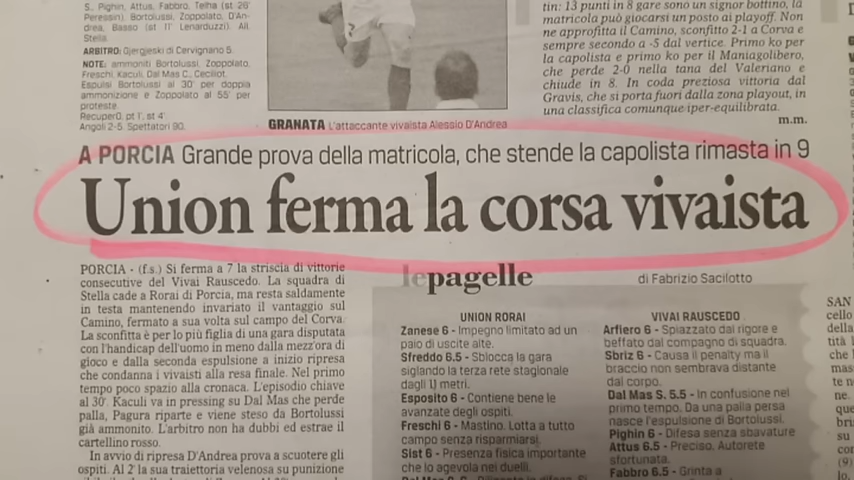 S., Pighin, Attus, Fabbro, Telha (st 26'
Peressin), Bortolussi, Zoppolato, D'An-
drea, Basso (st 11' Lenarduzzi). All.
Stella.
ARBITRO: Gjergjeski di Cervignano 5.
NOTE: ammoniti Bortolussi, Zoppolato,
Freschi, Kaculi, Dal Mas C., Ceciliot.
Espulsi Bortolussi al 30' per doppia
ammonizione e Zoppolato al 55' per
proteste.
Recuperi: pt 1', st 4'.
Angoli 2-5. Spettatori 90.
GRANATA L'attaccante vivaista Alessio D'Andrea
tin: 13 punti in 8 gare sono un signor bottino, la
matricola può giocarsi un posto ai playoff. Non
ne approfitta il Camino, sconfitto 2-1 a Corva e
sempre secondo a -5 dal vertice. Primo ko per
la capolista e primo ko per il Maniagolibero,
che perde 2-0 nella tana del Valeriano e
chiude in 8. In coda preziosa vittoria dal
Gravis, che si porta fuori dalla zona playout, in
una classifica comunque iper-equilibrata.
m.m.
A PORCIA Grande prova della matricola, che stende la capolista rimasta in 9
Union ferma la corsa vivaista
PORCIA - (f.s.) Si ferma a 7 la striscia di vittorie
consecutive del Vivai Rauscedo. La squadra di
Stella cade a Rorai di Porcia, ma resta saldamente
in testa mantenendo invariato il vantaggio sul
Camino, fermato a sua volta sul campo del Corva.
La sconfitta è per lo più figlia di una gara disputata
con l'handicap dell'uomo in meno dalla mezz'ora di
gioco e dalla seconda espulsione a inizio ripresa
che condanna i vivaisti alla resa finale. Nel primo
tempo poco spazio alla cronaca. L'episodio chiave
al 30'. Kaculi va in pressing su Dal Mas che perde
palla, Pagura riparte e viene steso da Bortolussi
già ammonito. L'arbitro non ha dubbi ed estrae il
cartellino rosso.
In avvio di ripresa D'Andrea prova a scuotere gli
ospiti. Al 2' la sua traiettoria velenosa su punizione
le pagelle
di Fabrizio Sacilotto
UNION RORAI
Zanese 6 - Impegno limitato ad un
paio di uscite alte.
Sfreddo 6.5 - Sblocca la gara
siglando la terza rete stagionale
dagli 11 metri.
Esposito 6 - Contiene bene le
avanzate degli ospiti.
Freschi 6 - Mastino. Lotta a tutto
campo senza risparmiarsi.
Sist 6 - Presenza fisica importante
che lo agevola nei duelli.
VIVAI RAUSCEDO
Arfiero 6 - Spiazzato dal rigore e
beffato dal compagno di squadra.
Sbriz 6 - Causa il penalty ma il
braccio non sembrava distante
dal corpo.
Dal Mas S. 5.5 - In confusione nel
primo tempo. Da una palla persa
nasce l'espulsione di Bortolussi.
Pighin 6 - Difesa senza sbavature
Attus 6.5 - Preciso. Autorete
sfortunata.
Fabbro 6.5 - Grinta a